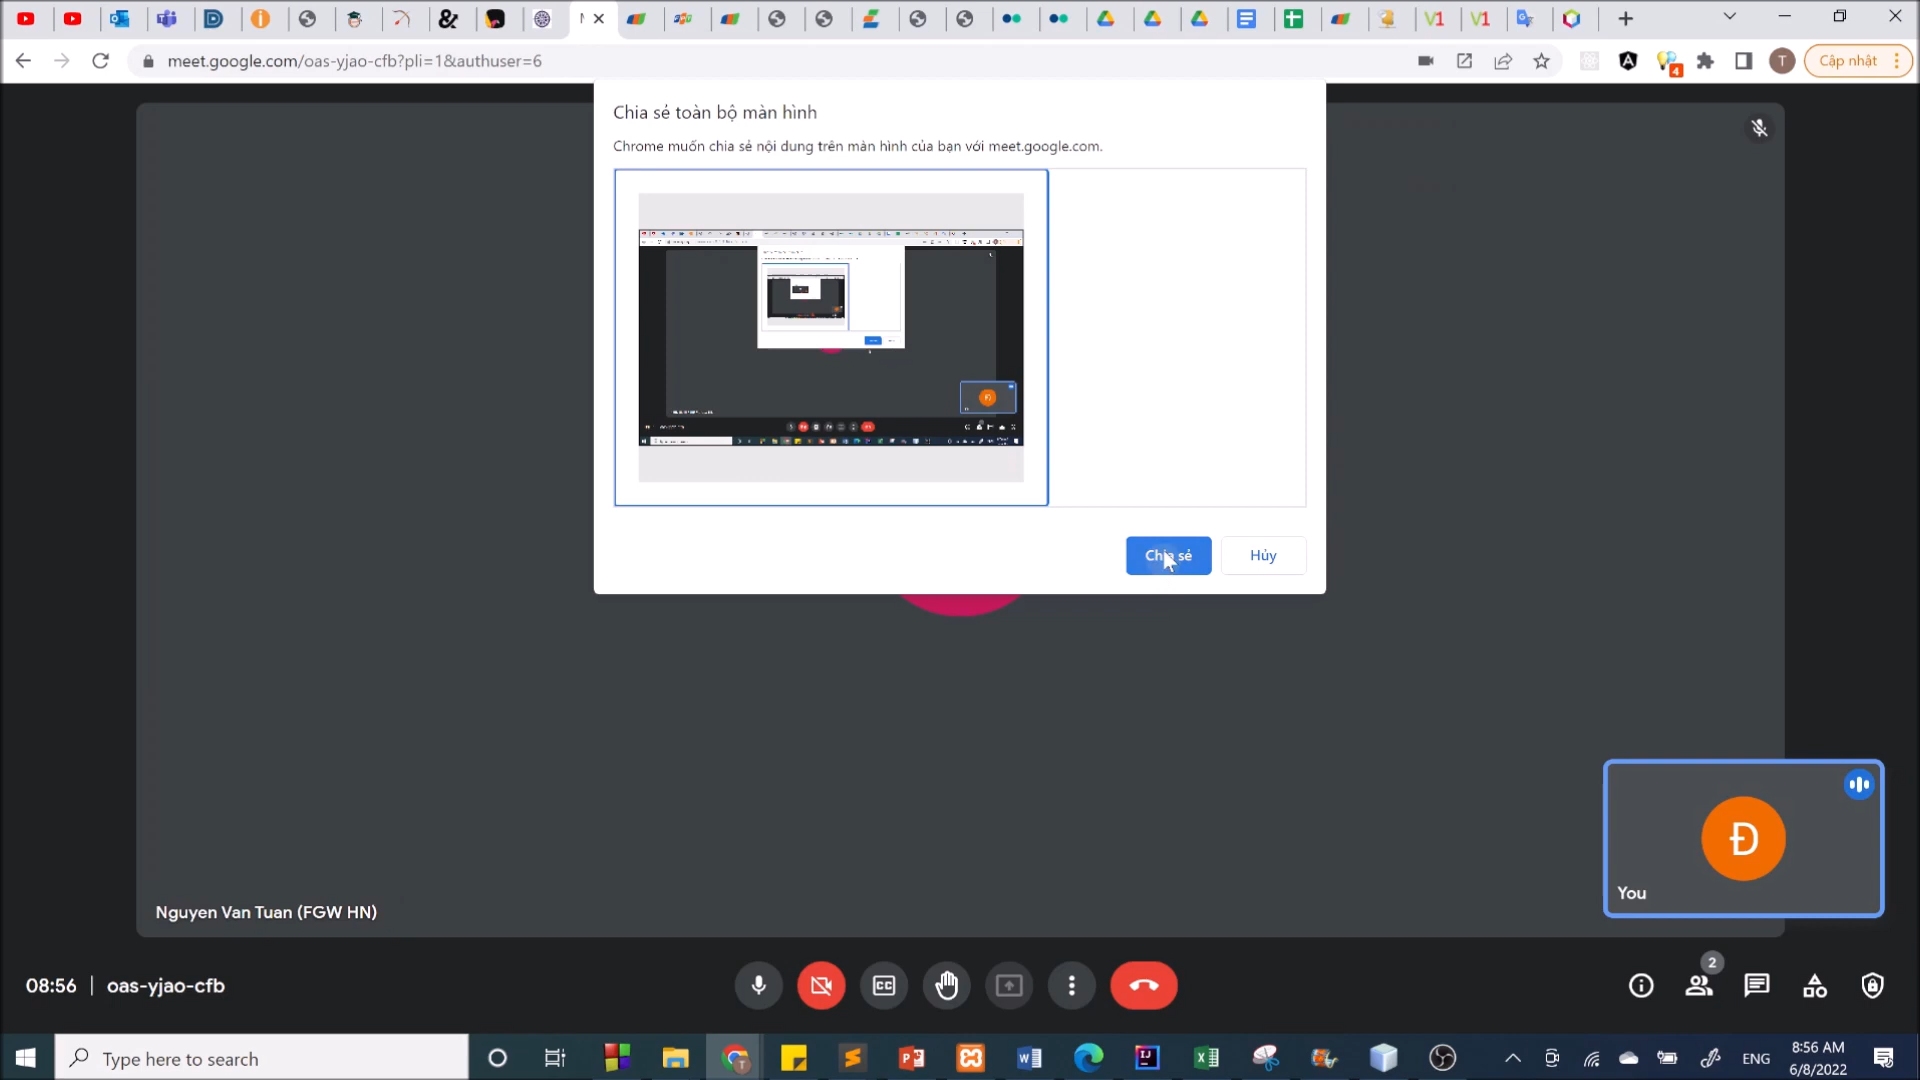 meet.google.com/oas-yjao-cfb?pli=1&authuser=6
4
T
Cập nhật
Chia sẻ toàn bộ màn hình
Chrome muốn chia sẻ nội dung trên màn hình của bạn với meet.google.com.
Chia sẻ
Hủy
Đ
You
Nguyen Van Tuan (FGW HN)
08:56
oas-yjao-cfb
CC
2
Type here to search
ENG
8:56 AM
6/8/2022